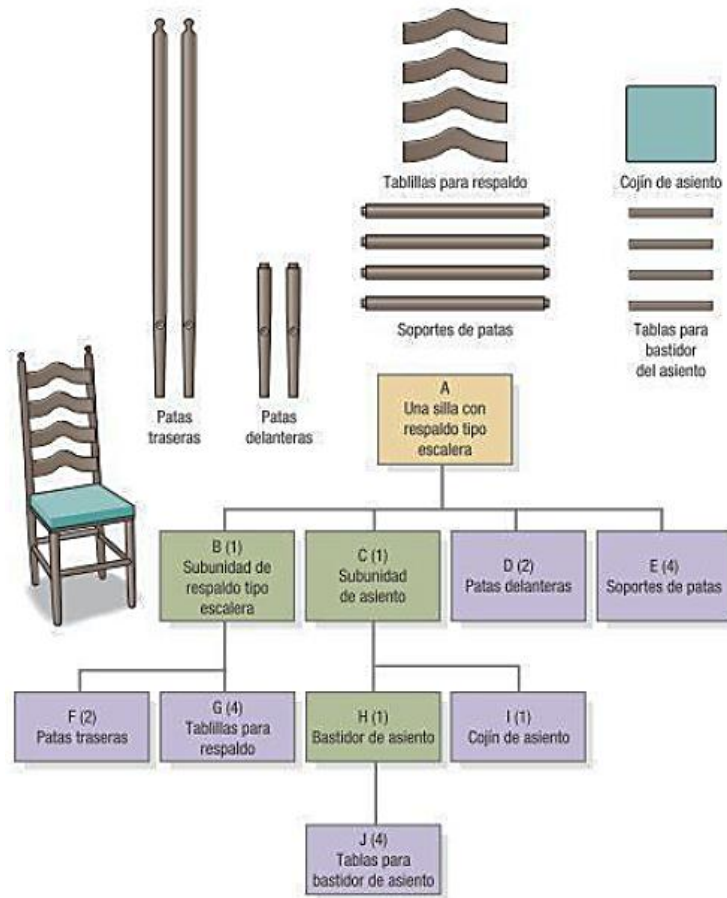 Tablillas para respaldo
Cojín de asiento
Soportes de patas
Tablas para
bastidor
del asiento
Patas
traseras
Patas
delanteras
A
Una silla con
respaldo tipo
escalera
B (1)
Subunidad de
respaldo tipo
escalera
C (1)
Subunidad
de asiento
D (2)
Patas delanteras
E (4)
Soportes de patas
F (2)
Patas traseras
G (4)
Tablillas para
respaldo
H (1)
Bastidor de asiento
I (1)
Cojín de asiento
J (4)
Tablas para
bastidor de asiento